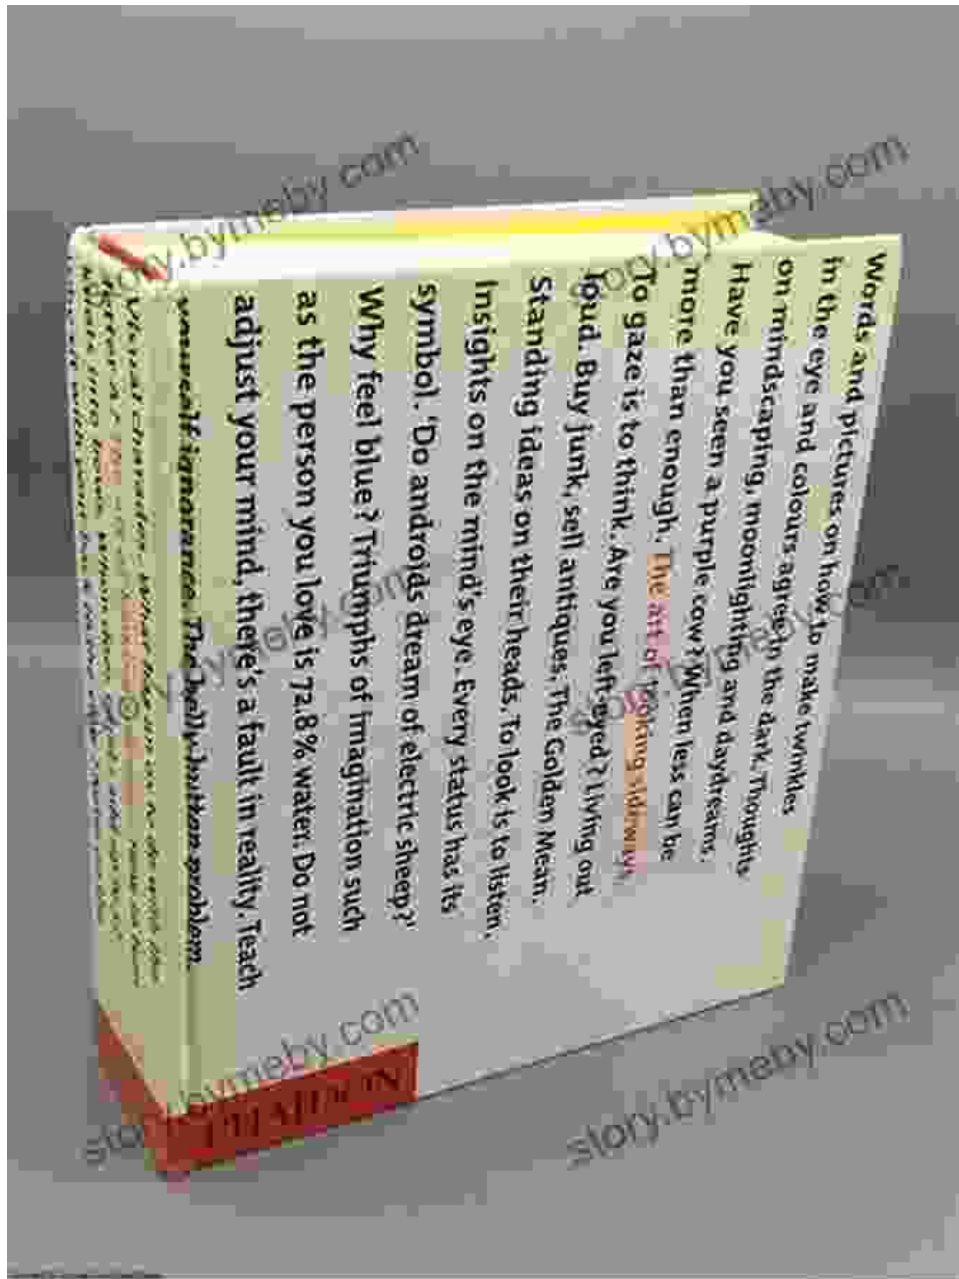 Words and pictures on how to make twinkles
in the eye and colours agree in the dark. Thoughts
on mindscaping, moonlighting and daydreams.
Have you seen a purple cow? When less can be
more than enough. The art of looking sideways.
To gaze is to think. Are you left-eyed? Living out
loud. Buy junk, sell antiques. The Golden Mean.
Standing ideas on their heads. To look is to listen.
Insights on the mind's eye. Every status has its
symbol. 'Do androids dream of electric sheep?'
Why feel blue? Triumphs of imagination such
as the person you love is 72.8% water. Do not
adjust your mind, there's a fault in reality. Teach
yourself ignorance. The belly-button problem.
PHAIDON
story.bymeby.com
story.bymeby.com
story.bymeby.com
story.bymeby.com
story.bymeby.com
story.bymeby.com